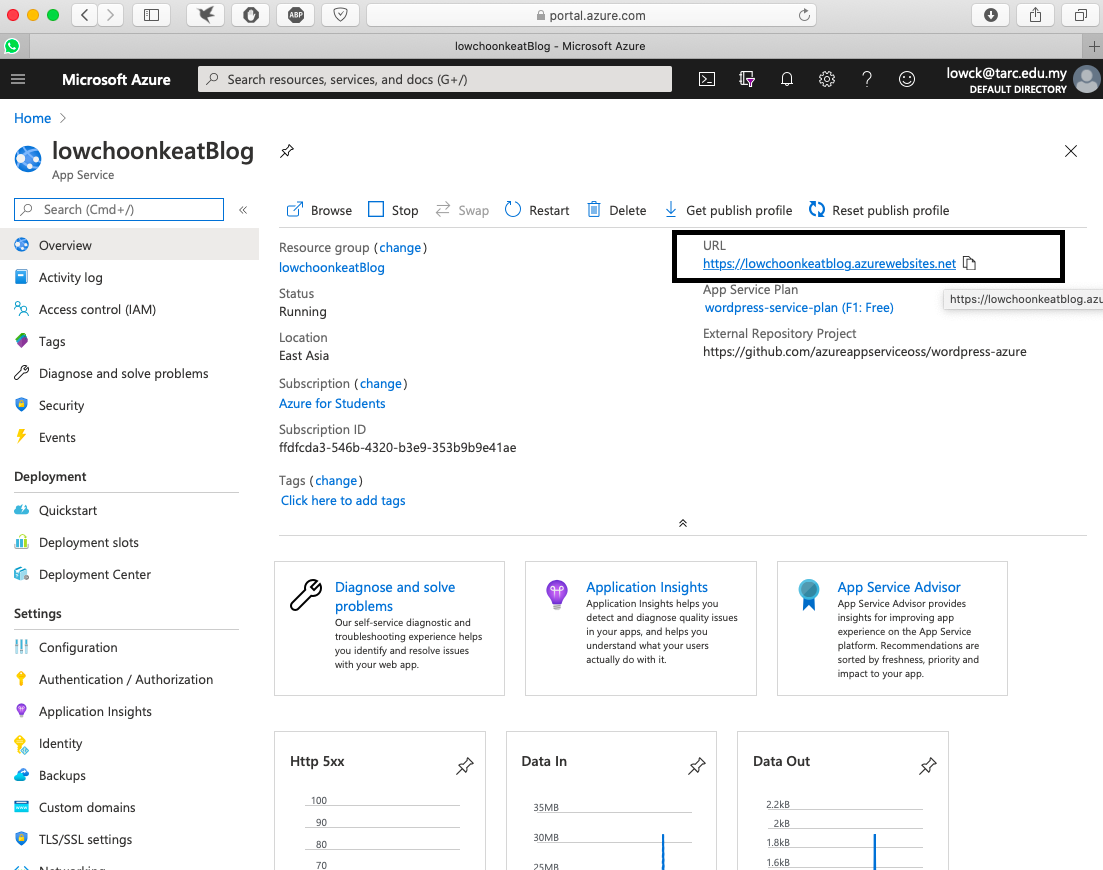 ABP
portal.azure.com
lowchoonkeatBlog - Microsoft Azure
Microsoft Azure
Search resources, services, and docs (G+/)
lowck@tarc.edu.my
DEFAULT DIRECTORY
Home
lowchoonkeatBlog
App Service
Search (Cmd+/)
Overview
Activity log
Access control (IAM)
Tags
Diagnose and solve problems
Security
Events
Deployment
Quickstart
Deployment slots
Deployment Center
Settings
Configuration
Authentication / Authorization
Application Insights
Identity
Backups
Custom domains
TLS/SSL settings
Networking
Browse Stop Swap Restart Delete Get publish profile Reset publish profile
Resource group (change)
lowchoonkeatBlog
Status
Running
Location
East Asia
Subscription (change)
Azure for Students
Subscription ID
ffdfcda3-546b-4320-b3e9-353b9b9e41ae
Tags (change)
Click here to add tags
URL
https://lowchoonkeatblog.azurewebsites.net
App Service Plan
https://lowchoonkeatblog.azu
wordpress-service-plan (F1: Free)
External Repository Project
https://github.com/azureappserviceoss/wordpress-azure
Diagnose and solve
problems
Our self-service diagnostic and
troubleshooting experience helps
you identify and resolve issues
with your web app.
Application Insights
Application Insights helps you
detect and diagnose quality issues
in your apps, and helps you
understand what your users
actually do with it.
App Service Advisor
App Service Advisor provides
insights for improving app
experience on the App Service
platform. Recommendations are
sorted by freshness, priority and
impact to your app.
Http 5xx
100
90
80
70
Data In
35MB
30MB
25MB
Data Out
2.2kB
2kB
1.8kB
1.6kB